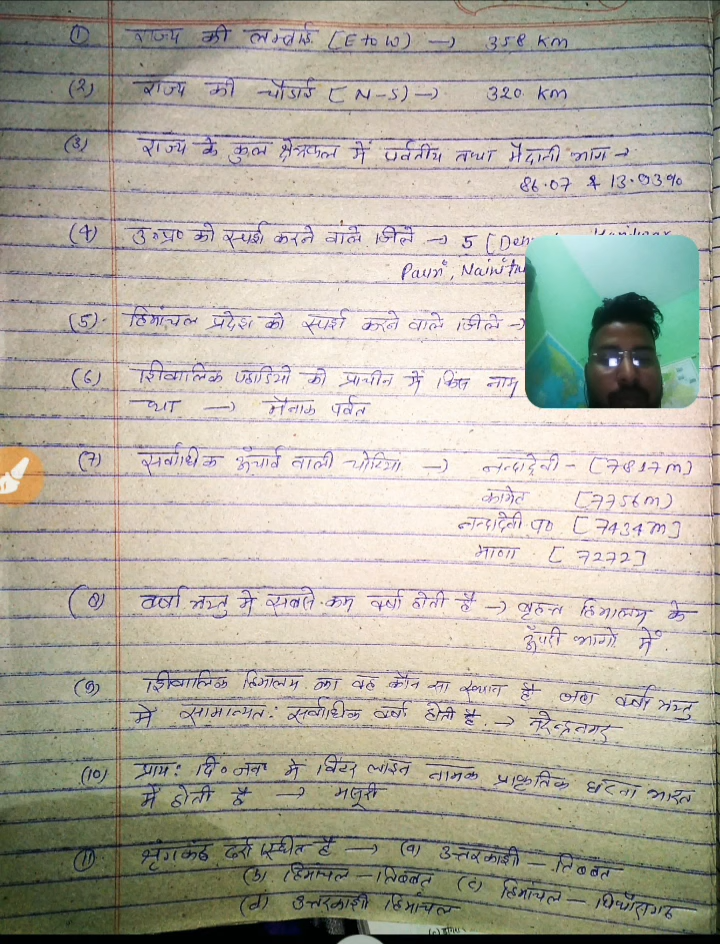 ① राज्य की लम्बाई [E to W) → 358 Km
(2) राज्य की चौडाई [N-S) → 320 Km
(3) राज्य के कुल क्षेत्रफल में पर्वतीय तथा मैदानी भाग →
86.07 & 13.93%
(4) उ०प्र० को स्पर्श करने वाले जिले → 5 [
Pauri,
(5) हिमांचल प्रदेश को स्पर्श करने वाले जिले →
(6) शिवालिक पहाडियो को प्राचीन में किस नाम
था → मैनाक पर्वत
(7) सर्वाधिक ऊँचाई वाली चोटिया → नन्दादेवी - [7817m)
कामेट [7756m)
नन्दादेवी प० [7434m]
माणा [7272]
(8) वर्षा ऋतु मे सबसे कम वर्षा होती है → वृहत्त हिमालय के
ऊपरी भागो में
(9) शिवालिक हिमालय का वह कौन सा स्थान है जहा वर्षा ऋतु
में सामान्यत: सर्वाधिक वर्षा होती है → नरेन्द्रनगर
(10) प्राय: दि० जन० मे विंटर लाइन नामक प्राकृतिक घटना भारत
में होती है → मसूरी
⑪ श्रृंगकंठ दर्रा स्थित है → (a) उत्तरकाशी - तिब्बत
(b) हिमांचल - तिब्बत (c) हिमांचल - पिथौरागढ
(d) उत्तरकाशी हिमांचल